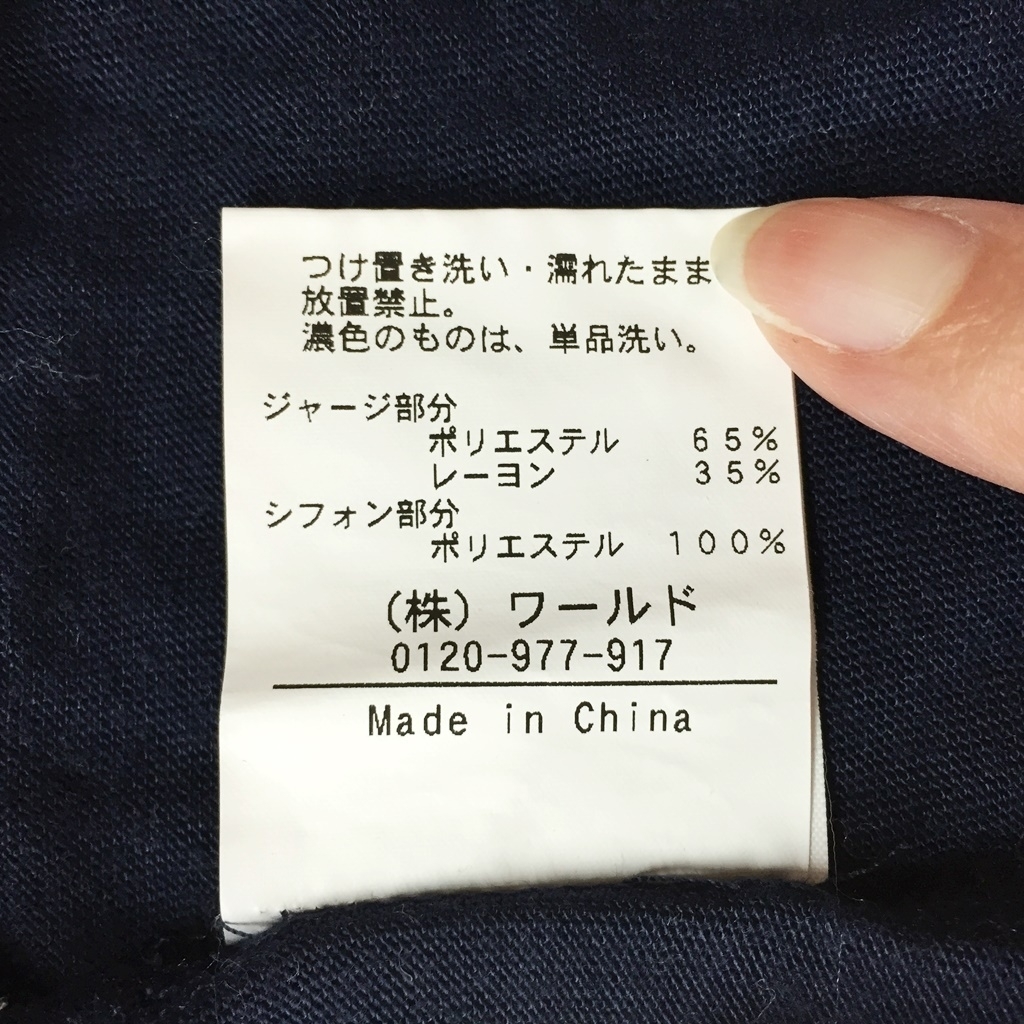 つけ置き洗い・濡れたまま
放置禁止。
濃色のものは、単品洗い。
ジャージ部分
ポリエステル 65%
レーヨン 35%
シフォン部分
ポリエステル 100%
(株) ワールド
0120-977-917
Made in China